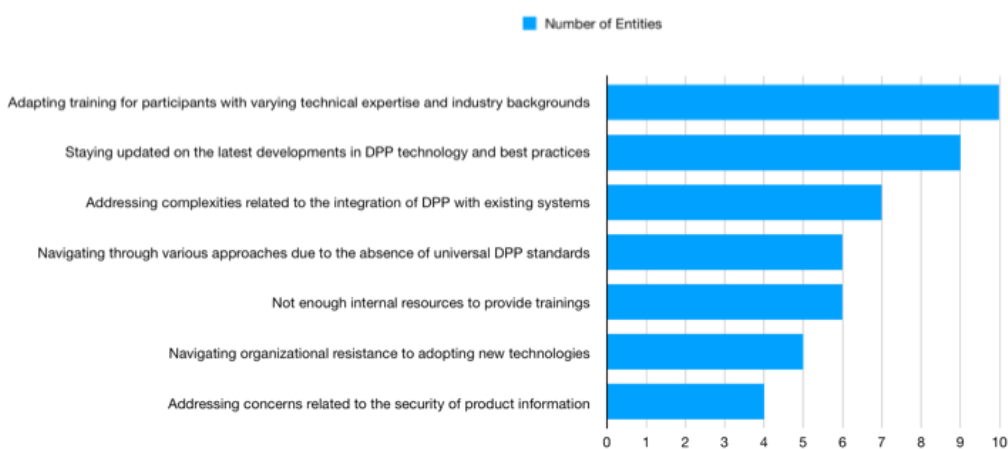 Number of Entities
Adapting training for participants with varying technical expertise and industry backgrounds
Staying updated on the latest developments in DPP technology and best practices
Addressing complexities related to the integration of DPP with existing systems
Navigating through various approaches due to the absence of universal DPP standards
Not enough internal resources to provide trainings
Navigating organizational resistance to adopting new technologies
Addressing concerns related to the security of product information
0 1 2 3 4 5 6 7 8 9 10